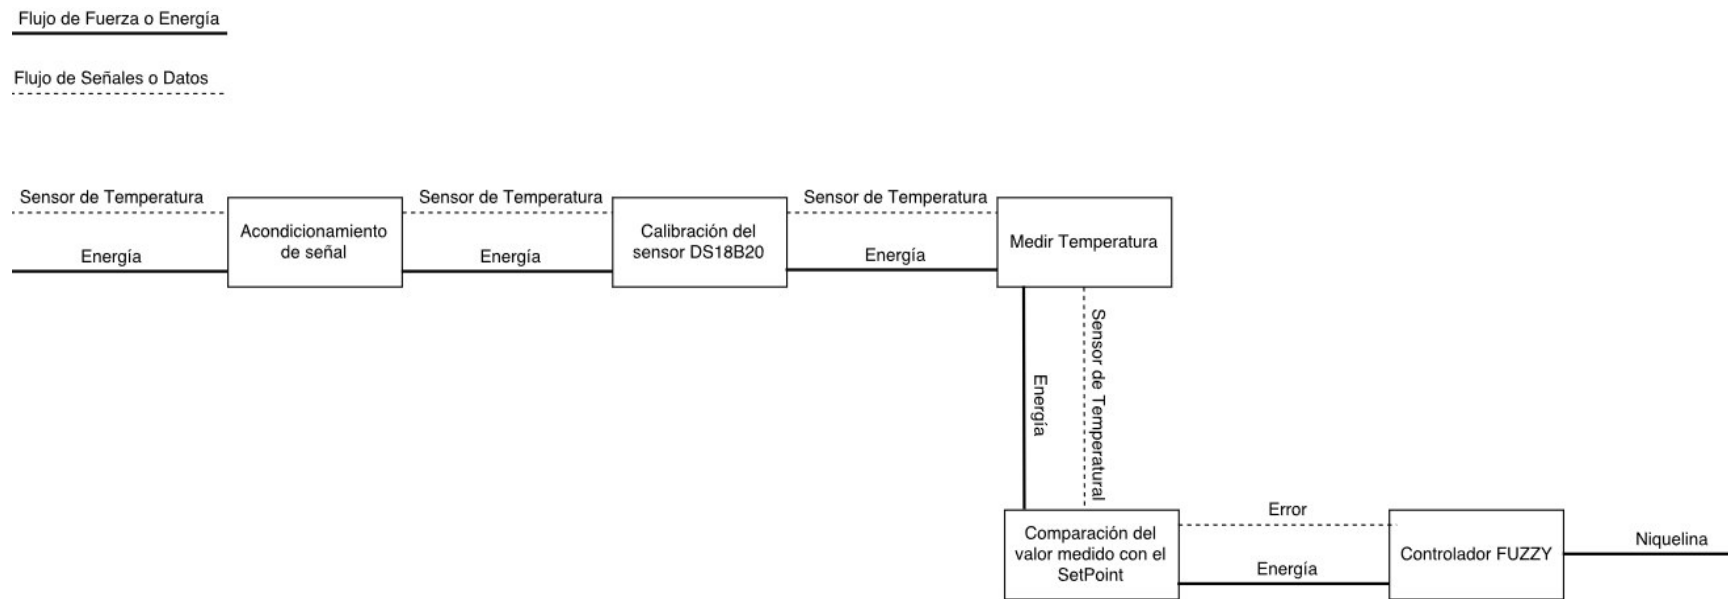 Flujo de Fuerza o Energía
Flujo de Señales o Datos
Sensor de Temperatura
Sensor de Temperatura
Sensor de Temperatura
Energía
Acondicionamiento
de señal
Energía
Calibración del
sensor DS18B20
Energía
Medir Temperatura
Energía
Sensor de Temperatural
Comparación del
valor medido con el
SetPoint
Error
Energía
Controlador FUZZY
Niquelina